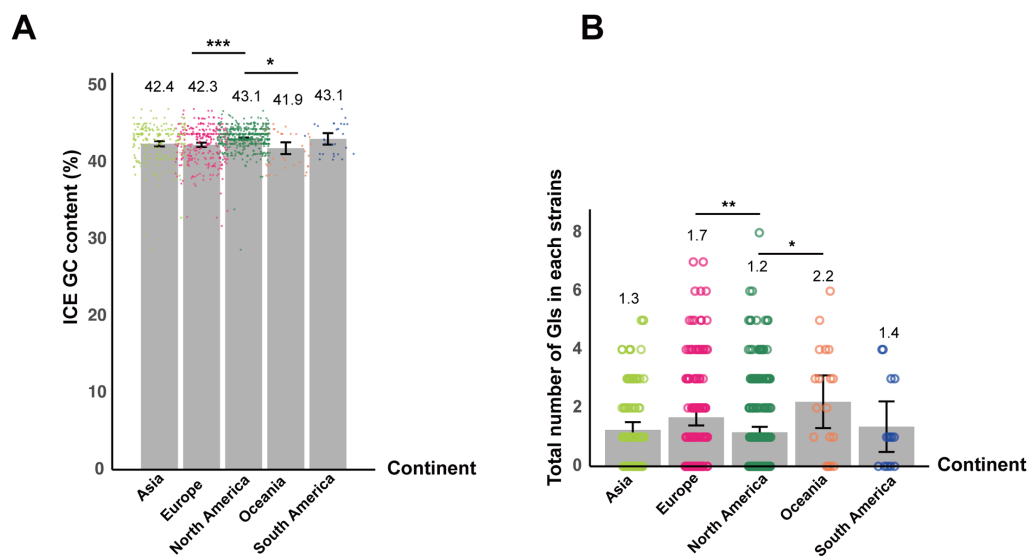 A
ICE GC content (%)
50
40
30
20
10
0
***
*
42.4
42.3
43.1
41.9
43.1
Asia
Europe
North America
Oceania
South America
Continent
B
Total number of GIs in each strains
8
6
4
2
0
**
*
1.3
1.7
1.2
2.2
1.4
Asia
Europe
North America
Oceania
South America
Continent